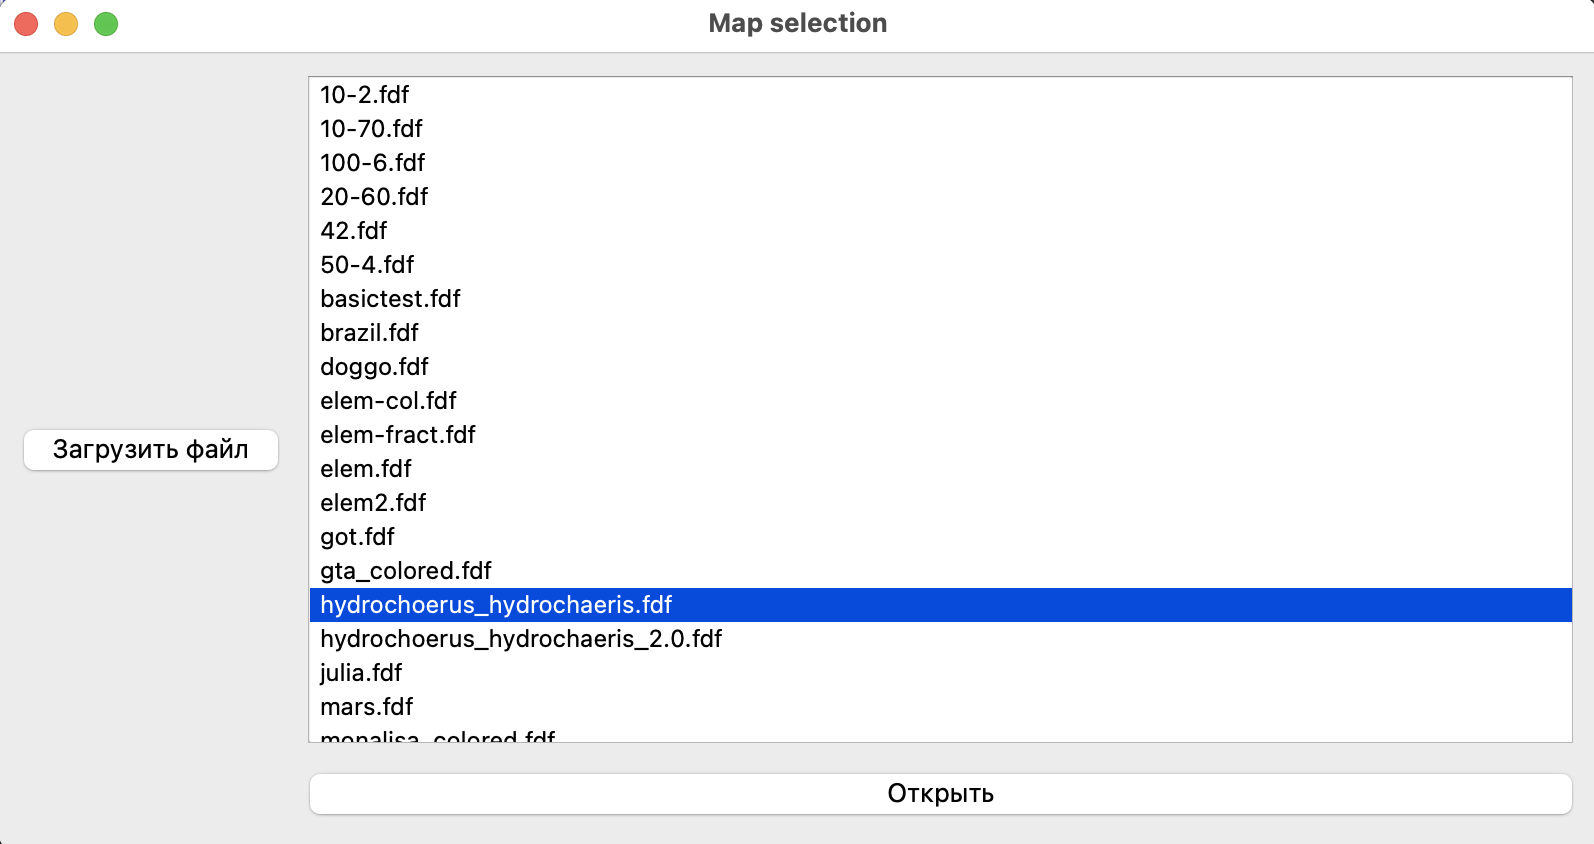 Map selection
10-2.fdf
10-70.fdf
100-6.fdf
20-60.fdf
42.fdf
50-4.fdf
basictest.fdf
brazil.fdf
doggo.fdf
elem-col.fdf
elem-fract.fdf
elem.fdf
elem2.fdf
got.fdf
gta_colored.fdf
hydrochoerus_hydrochaeris.fdf
hydrochoerus_hydrochaeris_2.0.fdf
julia.fdf
mars.fdf
monalisa_colored.fdf
Загрузить файл
Открыть